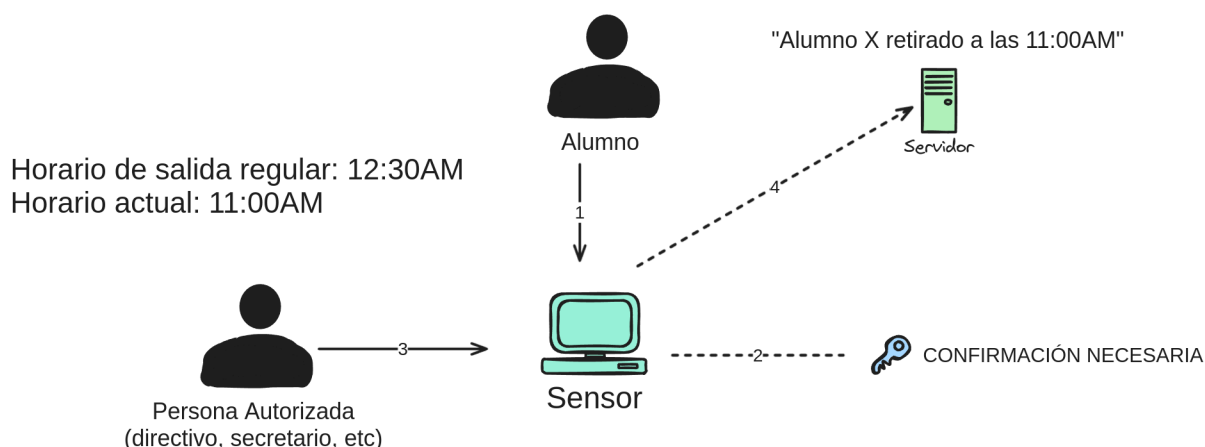 "Alumno X retirado a las 11:00AM"
Servidor
Alumno
Horario de salida regular: 12:30AM
Horario actual: 11:00AM
1
4
3
2
CONFIRMACIÓN NECESARIA
Sensor
Persona Autorizada
(directivo, secretario, etc)